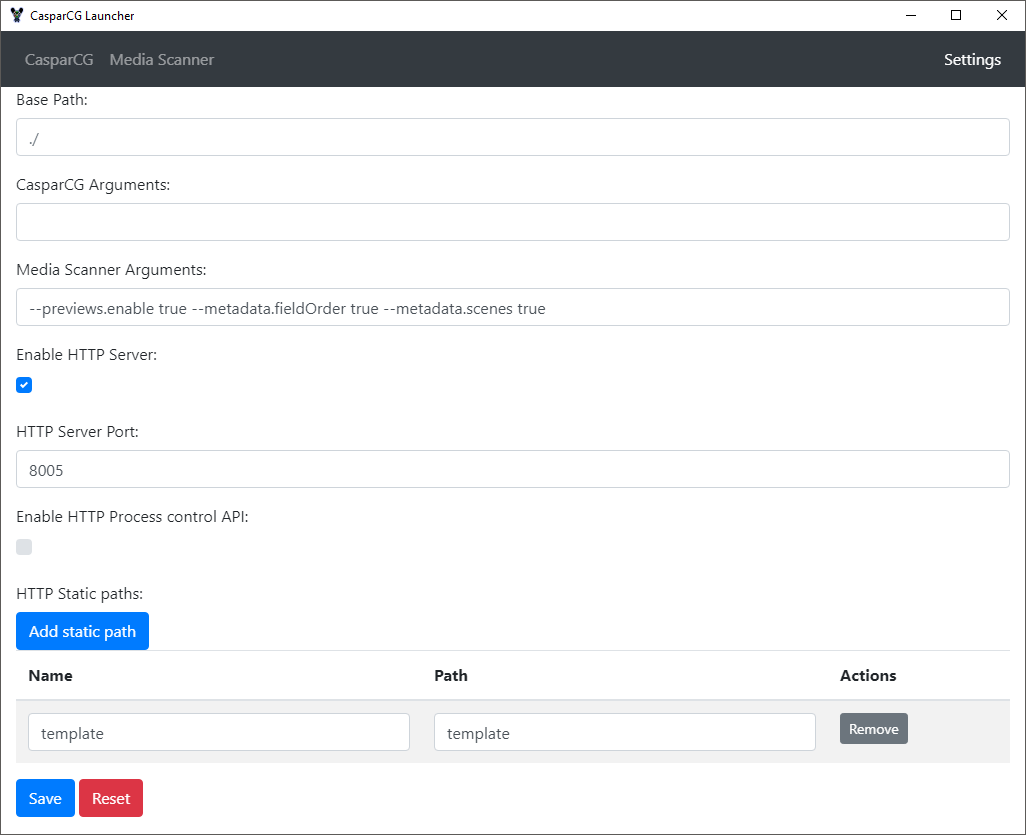 CasparCG Launcher
CasparCG Media Scanner Settings
Base Path:
./
CasparCG Arguments:
Media Scanner Arguments:
--previews.enable true --metadata.fieldOrder true --metadata.scenes true
Enable HTTP Server:
HTTP Server Port:
8005
Enable HTTP Process control API:
HTTP Static paths:
Add static path
Name Path Actions
template template Remove
Save Reset